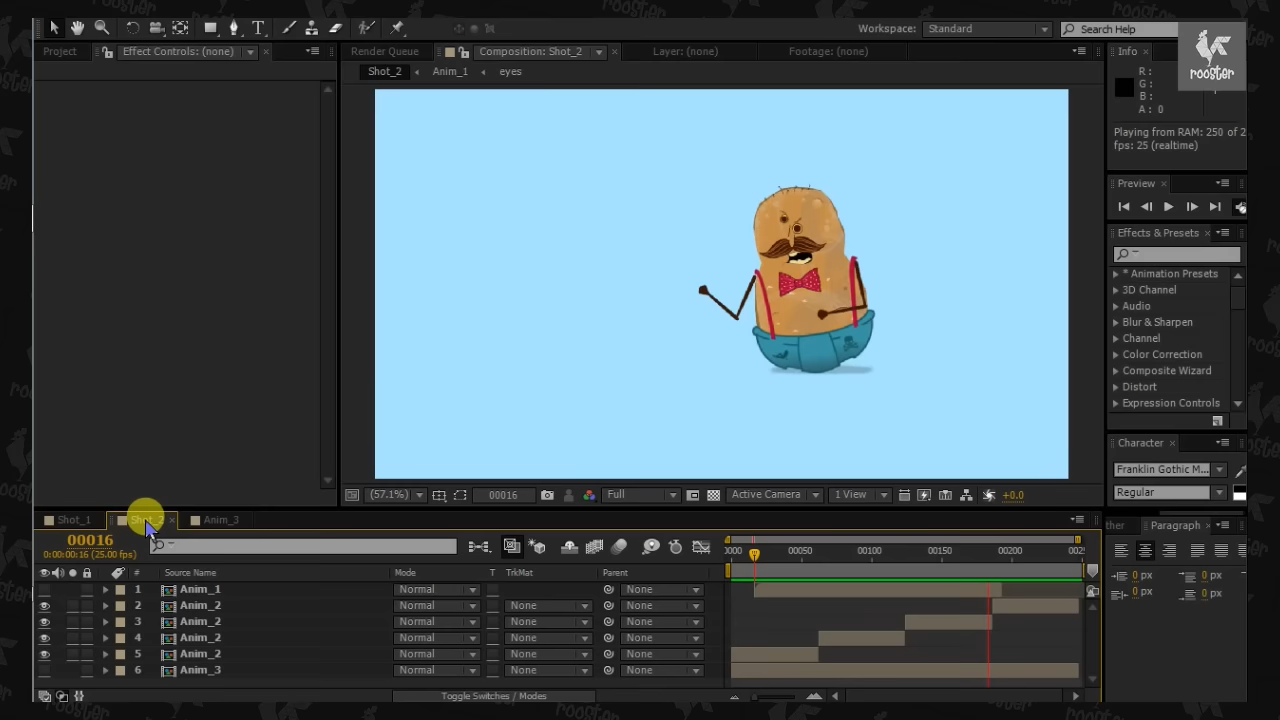 Workspace: Standard Search Help
rooster
Project Effect Controls: (none) Render Queue Composition: Shot_2 Layer: (none) Footage: (none) Info
Shot_2 Anim_1 eyes
R :
G :
B :
A : 0
Playing from RAM: 250 of 2
fps: 25 (realtime)
Preview
Effects & Presets
* Animation Presets
3D Channel
Audio
Blur & Sharpen
Channel
Color Correction
Composite Wizard
Distort
Expression Controls
Character
Franklin Gothic M...
Regular
(57.1%) 00016 Full Active Camera 1 View +0.0
Shot_1 Shot_2 Anim_3
ther Paragraph
00016
0:00:00:16 (25.00 fps)
0000 00050 00100 00150 00200 0025
# Source Name Mode T TrkMat Parent
1 Anim_1 Normal None
2 Anim_2 Normal None None
3 Anim_2 Normal None None
4 Anim_2 Normal None None
5 Anim_2 Normal None None
6 Anim_3 Normal None None
0 px 0 px
0 px 0 px
Toggle Switches / Modes